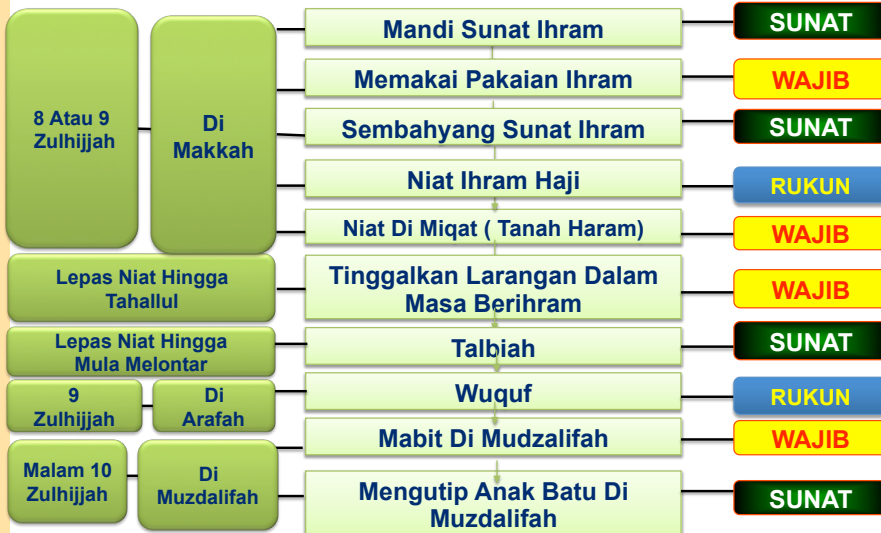 8 Atau 9
Zulhijjah
Di
Makkah
Mandi Sunat Ihram
SUNAT
Memakai Pakaian Ihram
WAJIB
Sembahyang Sunat Ihram
SUNAT
Niat Ihram Haji
RUKUN
Niat Di Miqat ( Tanah Haram)
WAJIB
Lepas Niat Hingga
Tahallul
Tinggalkan Larangan Dalam
Masa Berihram
WAJIB
Lepas Niat Hingga
Mula Melontar
Talbiah
SUNAT
9
Zulhijjah
Di
Arafah
Wuquf
RUKUN
Mabit Di Mudzalifah
WAJIB
Malam 10
Zulhijjah
Di
Muzdalifah
Mengutip Anak Batu Di
Muzdalifah
SUNAT